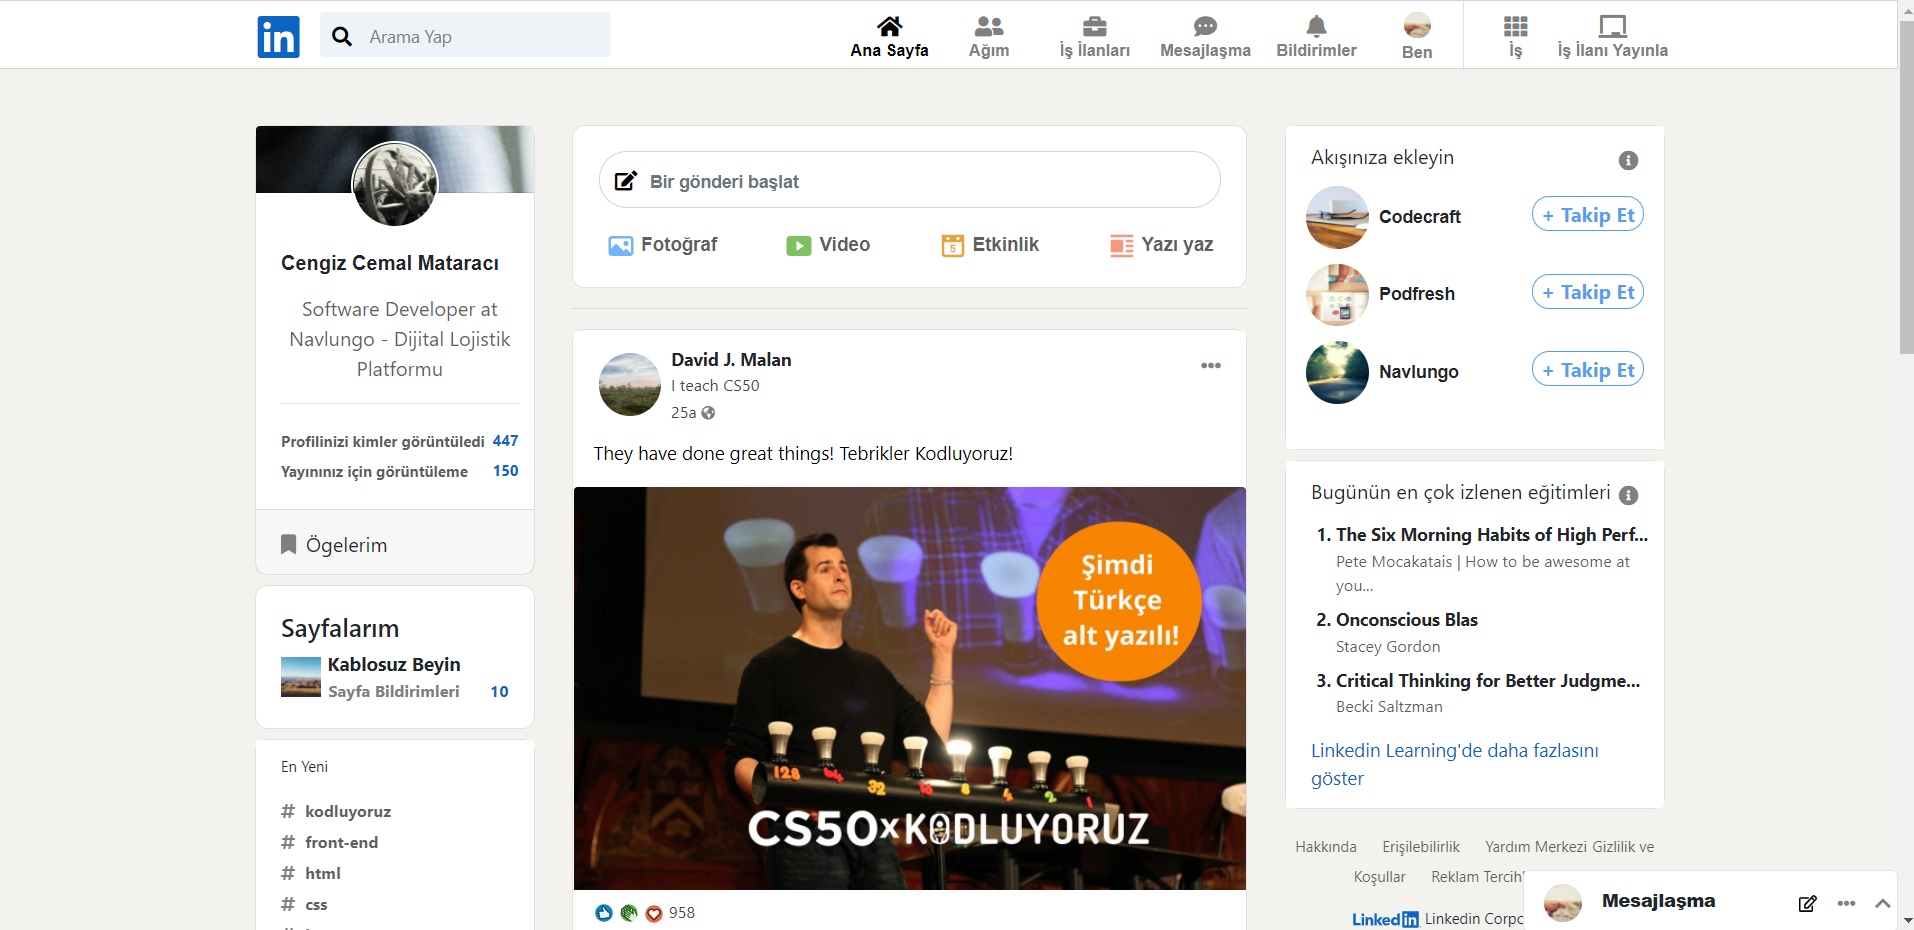 in
Arama Yap
Ana Sayfa
Ağım
İş İlanları
Mesajlaşma
Bildirimler
Ben
İş
İş İlanı Yayınla
Cengiz Cemal Mataracı
Software Developer at
Navlungo - Dijital Lojistik
Platformu
Profilinizi kimler görüntüledi 447
Yayınınız için görüntüleme 150
Ögelerim
Sayfalarım
Kablosuz Beyin
Sayfa Bildirimleri 10
En Yeni
# kodluyoruz
# front-end
# html
# css
Bir gönderi başlat
Fotoğraf
Video
5
Etkinlik
Yazı yaz
David J. Malan
I teach CS50
25a
They have done great things! Tebrikler Kodluyoruz!
Şimdi
Türkçe
alt yazılı!
128 64 32 16 8 4 2 1
CS50xKODLUYORUZ
958
Akışınıza ekleyin
Codecraft
+ Takip Et
Podfresh
+ Takip Et
Navlungo
+ Takip Et
Bugünün en çok izlenen eğitimleri
1. The Six Morning Habits of High Perf...
Pete Mocakatais | How to be awesome at
you...
2. Onconscious Blas
Stacey Gordon
3. Critical Thinking for Better Judgme...
Becki Saltzman
Linkedin Learning'de daha fazlasını
göster
Hakkında Erişilebilirlik Yardım Merkezi Gizlilik ve
Koşullar Reklam
Linkedin Linkedin
Mesajlaşma